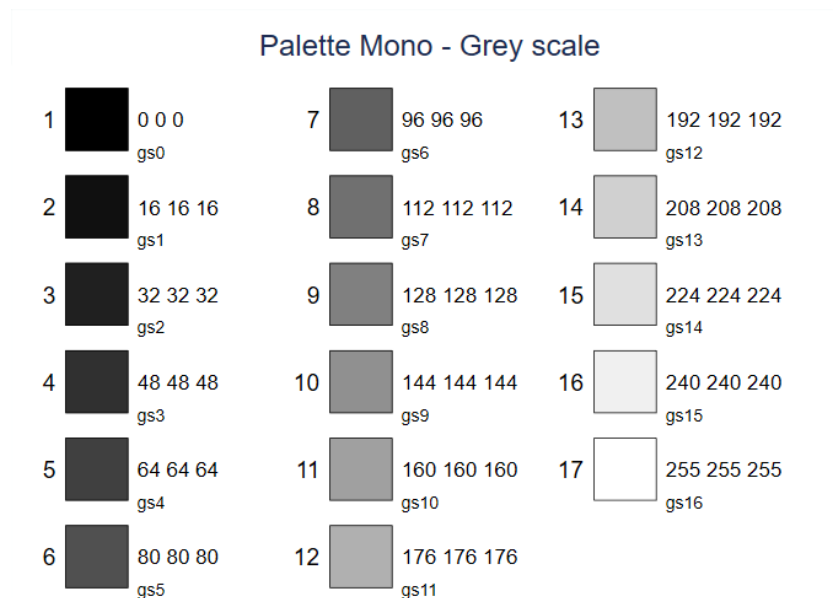 Palette Mono - Grey scale
1 0 0 0
gs0
2 16 16 16
gs1
3 32 32 32
gs2
4 48 48 48
gs3
5 64 64 64
gs4
6 80 80 80
gs5
7 96 96 96
gs6
8 112 112 112
gs7
9 128 128 128
gs8
10 144 144 144
gs9
11 160 160 160
gs10
12 176 176 176
gs11
13 192 192 192
gs12
14 208 208 208
gs13
15 224 224 224
gs14
16 240 240 240
gs15
17 255 255 255
gs16